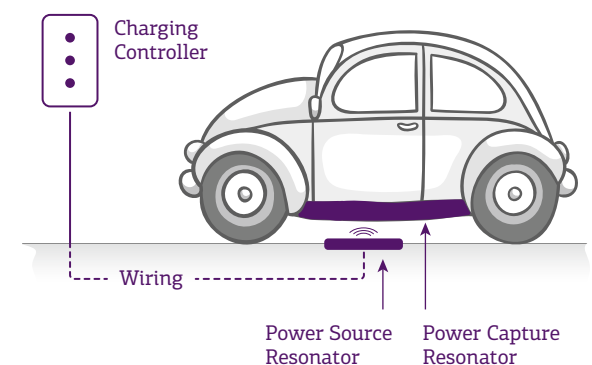 Charging
Controller
Wiring
Power Source
Resonator
Power Capture
Resonator